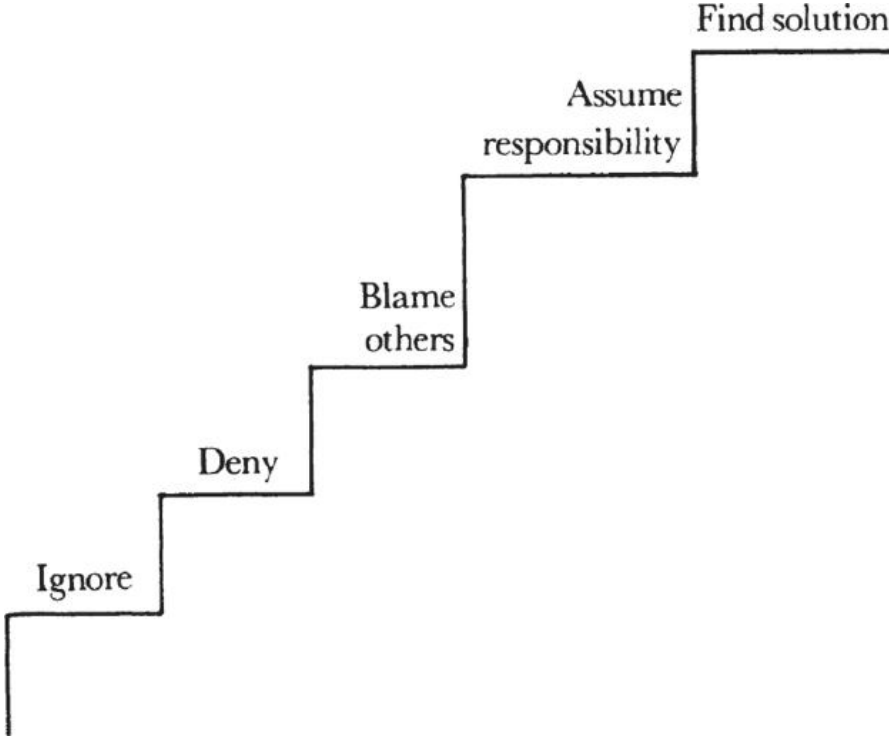 Find solution
Assume
responsibility
Blame
others
Deny
Ignore